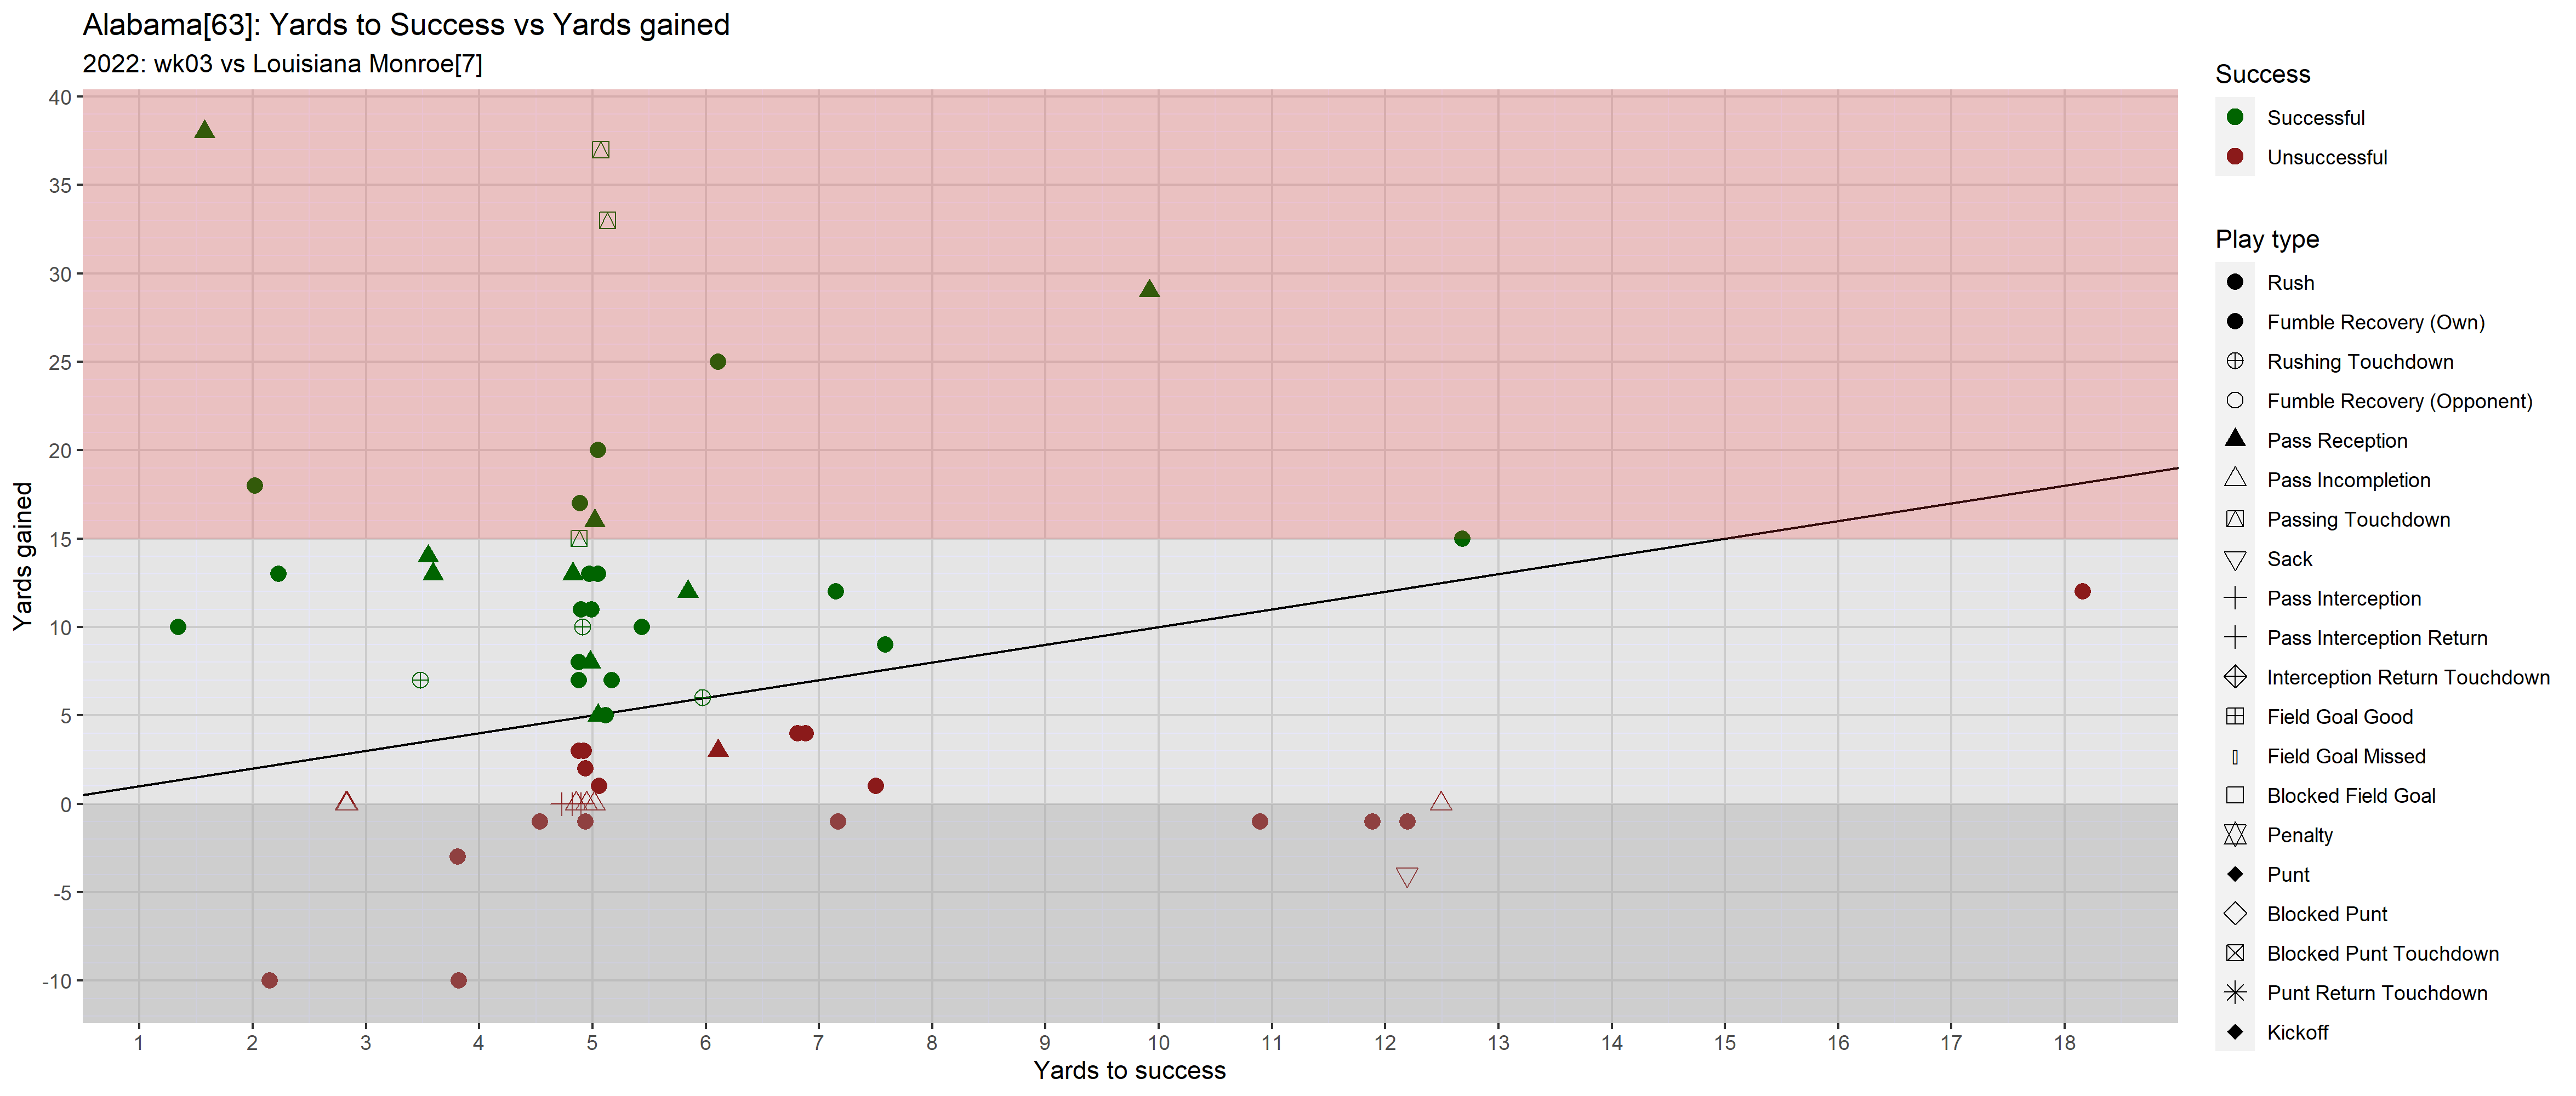 Alabama[63]: Yards to Success vs Yards gained
2022: wk03 vs Louisiana Monroe[7]
Yards gained
40
35
30
25
20
15
10
5
0
-5
-10
1 2 3 4 5 6 7 8 9 10 11 12 13 14 15 16 17 18
Yards to success
Success
Successful
Unsuccessful
Play type
Rush
Fumble Recovery (Own)
Rushing Touchdown
Fumble Recovery (Opponent)
Pass Reception
Pass Incompletion
Passing Touchdown
Sack
Pass Interception
Pass Interception Return
Interception Return Touchdown
Field Goal Good
Field Goal Missed
Blocked Field Goal
Penalty
Punt
Blocked Punt
Blocked Punt Touchdown
Punt Return Touchdown
Kickoff